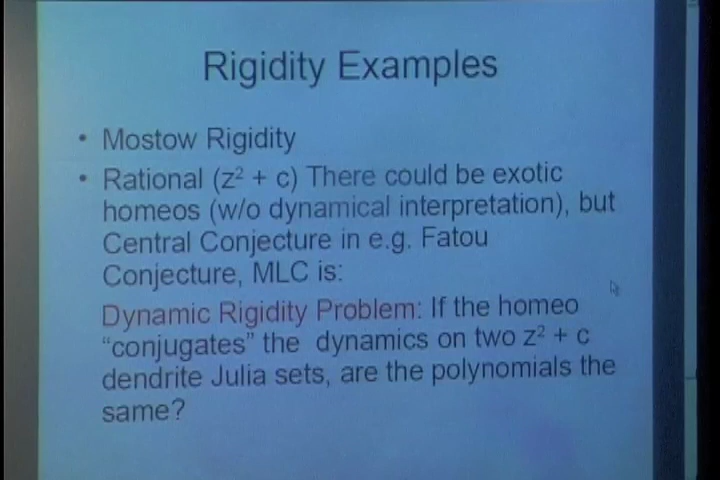 Rigidity Examples
• Mostow Rigidity
• Rational (z² + c) There could be exotic
homeos (w/o dynamical interpretation), but
Central Conjecture in e.g. Fatou
Conjecture, MLC is:
Dynamic Rigidity Problem: If the homeo
“conjugates” the dynamics on two z² + c
dendrite Julia sets, are the polynomials the
same?